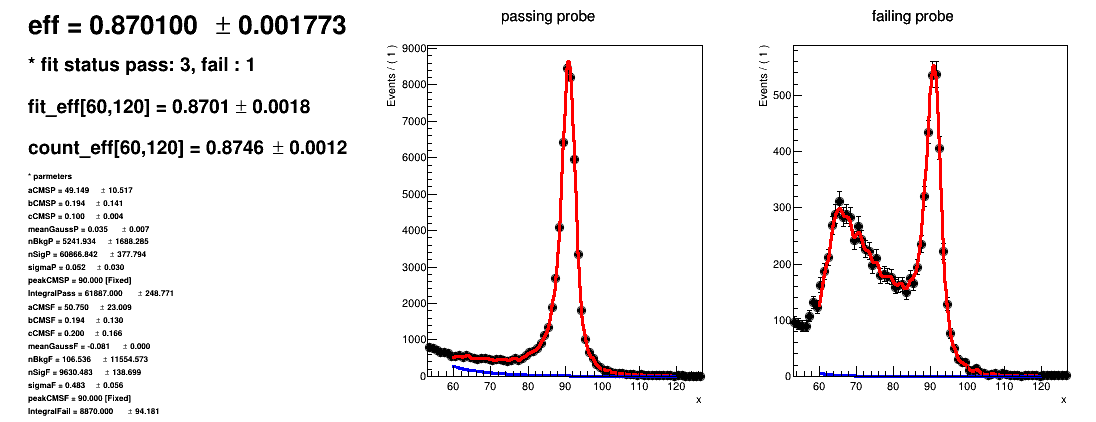 eff = 0.870100 ± 0.001773
* fit status pass: 3, fail : 1
fit_eff[60,120] = 0.8701 ± 0.0018
count_eff[60,120] = 0.8746 ± 0.0012
* parmeters
aCMSP = 49.149 ± 10.517
bCMSP = 0.194 ± 0.141
cCMSP = 0.100 ± 0.004
meanGaussP = 0.035 ± 0.007
nBkgP = 5241.934 ± 1688.285
nSigP = 60866.842 ± 377.794
sigmaP = 0.052 ± 0.030
peakCMSP = 90.000 [Fixed]
IntegralPass = 61887.000 ± 248.771
aCMSF = 50.750 ± 23.009
bCMSF = 0.194 ± 0.130
cCMSF = 0.200 ± 0.166
meanGaussF = -0.081 ± 0.000
nBkgF = 106.536 ± 11554.573
nSigF = 9630.483 ± 138.699
sigmaF = 0.483 ± 0.056
peakCMSF = 90.000 [Fixed]
IntegralFail = 8870.000 ± 94.181
passing probe
Events / ( 1 )
9000
8000
7000
6000
5000
4000
3000
2000
1000
0
60 70 80 90 100 110 120
x
failing probe
Events / ( 1 )
500
400
300
200
100
0
60 70 80 90 100 110 120
x